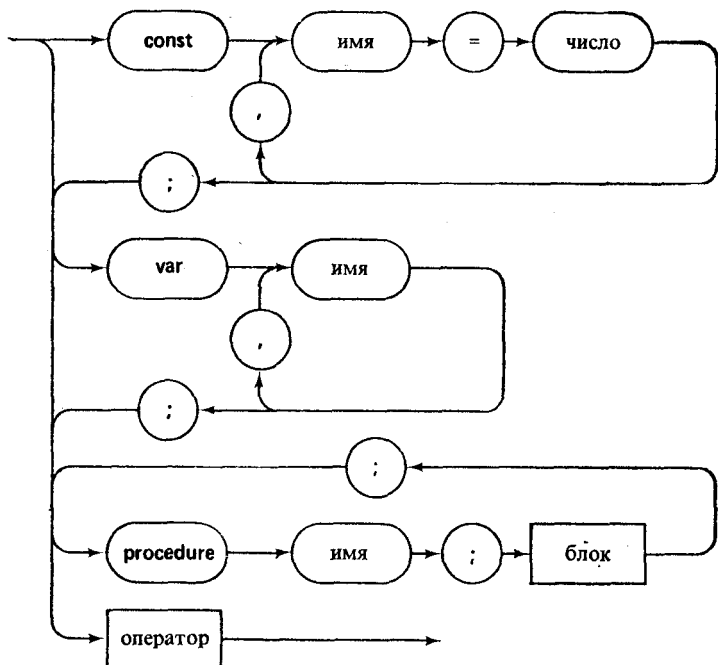 const имя = число
,
;
var имя
,
;
;
procedure имя ; блок
оператор